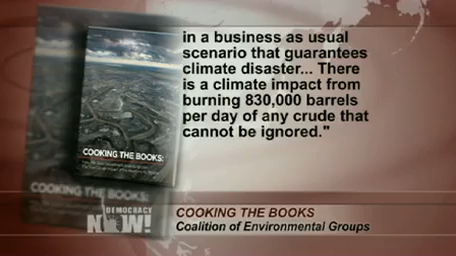 in a business as usual
scenario that guarantees
climate disaster... There
is a climate impact from
burning 830,000 barrels
per day of any crude that
cannot be ignored."
COOKING THE BOOKS:
COOKING THE BOOKS:
DEMOCRACY
NOW!
COOKING THE BOOKS
Coalition of Environmental Groups